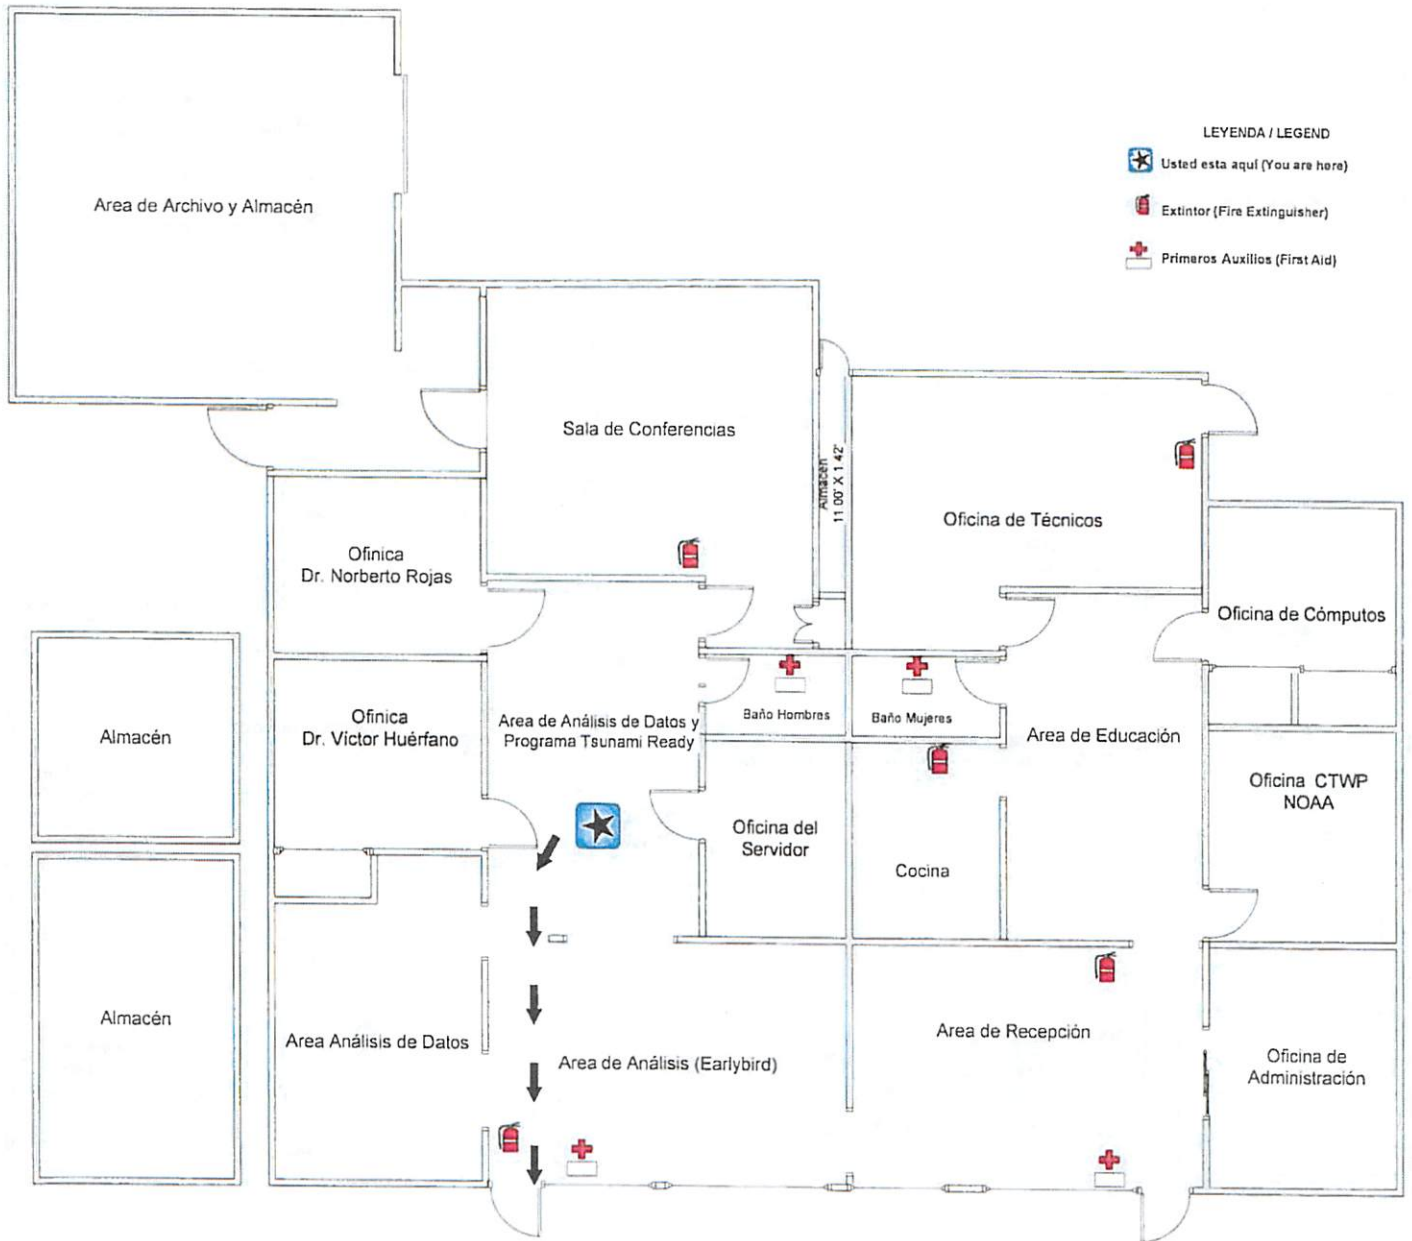 LEYENDA / LEGEND
Usted esta aquí (You are here)
Extintor (Fire Extinguisher)
Primeros Auxilios (First Aid)
Area de Archivo y Almacén
Sala de Conferencias
Almacén
11 00' X 1 42'
Oficina de Técnicos
Ofinica
Dr. Norberto Rojas
Oficina de Cómputos
Almacén
Ofinica
Dr. Víctor Huérfano
Area de Análisis de Datos y
Programa Tsunami Ready
Baño Hombres
Baño Mujeres
Area de Educación
Oficina CTWP
NOAA
Oficina del
Servidor
Cocina
Almacén
Area Análisis de Datos
Area de Análisis (Earlybird)
Area de Recepción
Oficina de
Administración